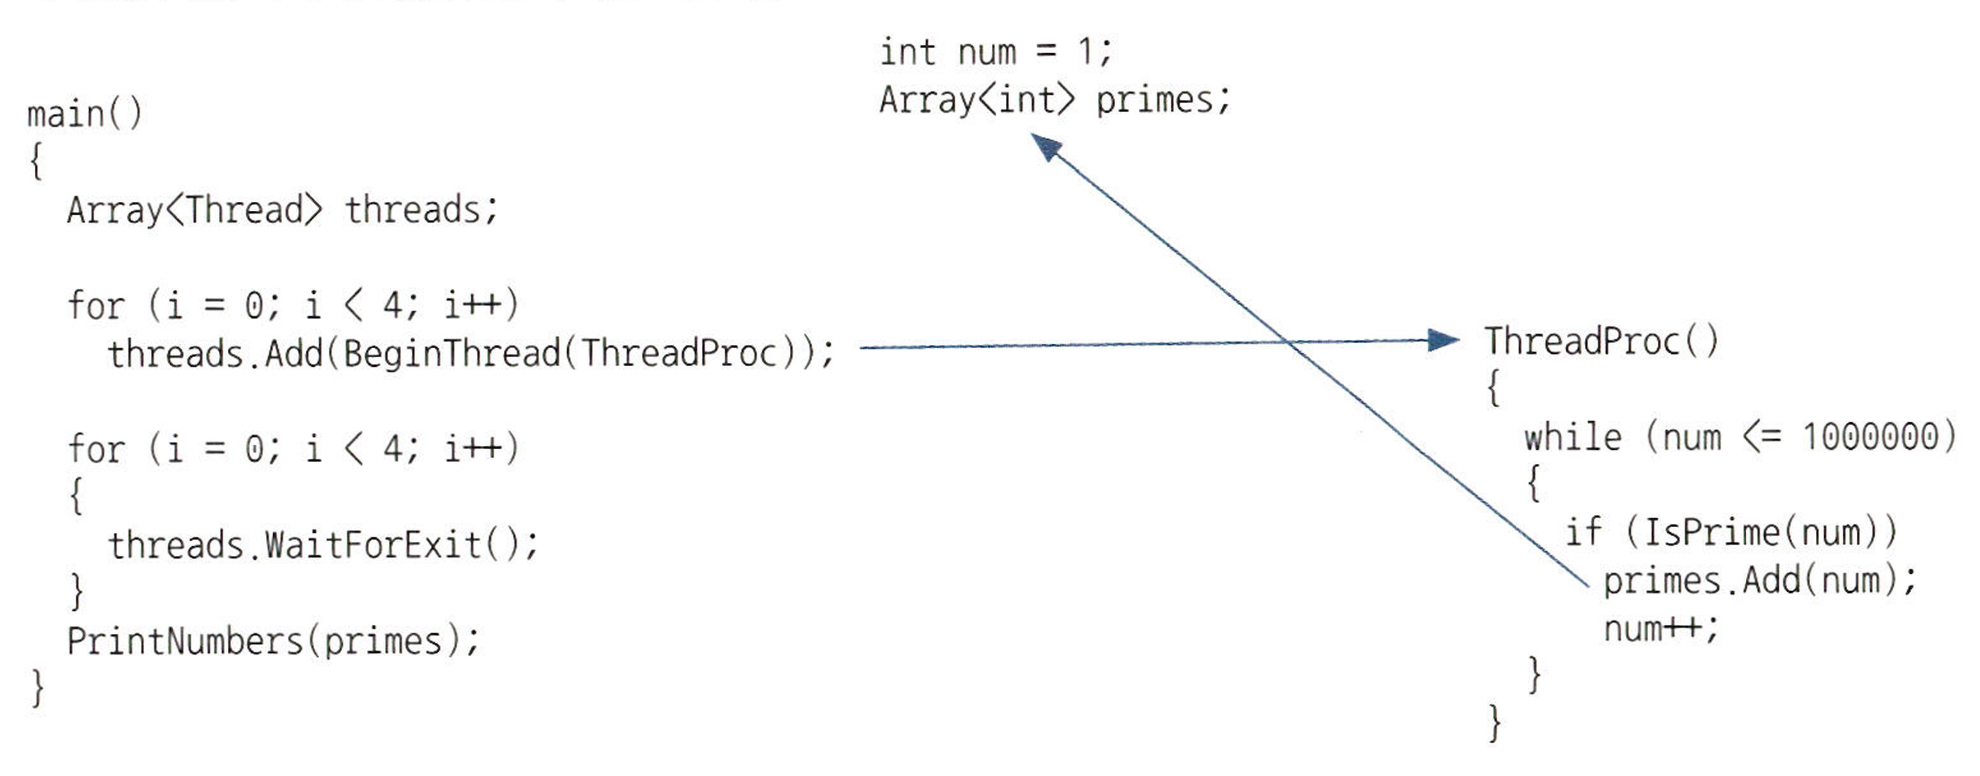 int num = 1;
Array<int> primes;
main()
{
  Array<Thread> threads;
  for (i = 0; i < 4; i++)
    threads.Add(BeginThread(ThreadProc));
  for (i = 0; i < 4; i++)
  {
    threads.WaitForExit();
  }
  PrintNumbers(primes);
}
ThreadProc()
{
  while (num <= 1000000)
  {
    if (IsPrime(num))
      primes.Add(num);
      num++;
  }
}